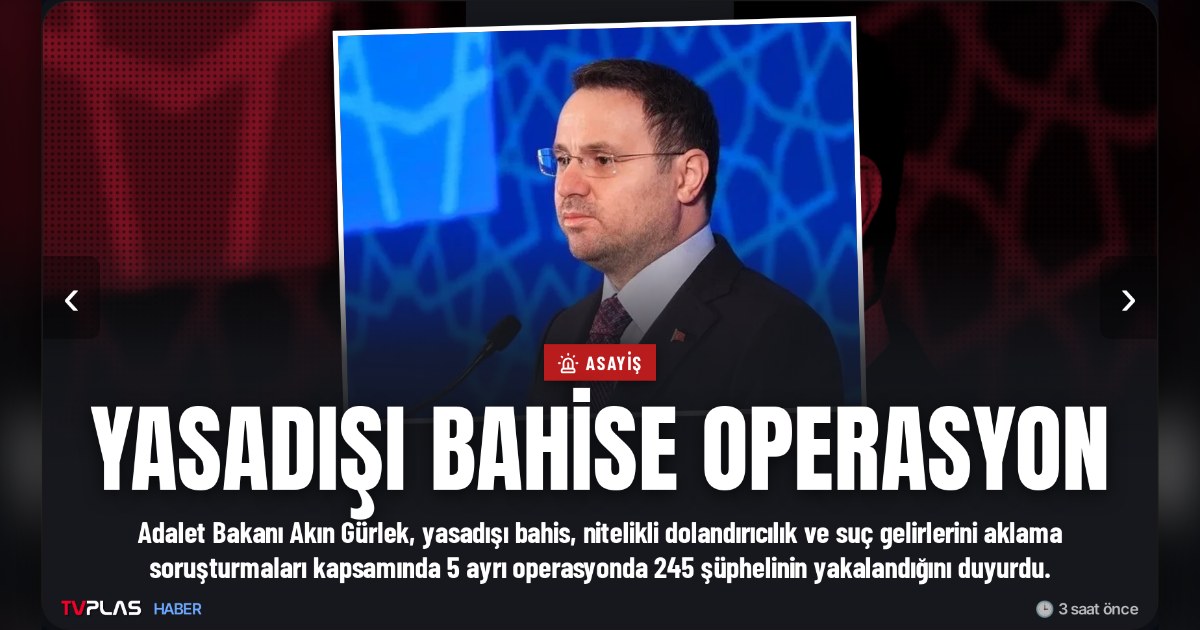 ASAYİŞ
YASADIŞI BAHİSE OPERASYON
Adalet Bakanı Akın Gürlek, yasadışı bahis, nitelikli dolandırıcılık ve suç gelirlerini aklama
soruşturmaları kapsamında 5 ayrı operasyonda 245 şüphelinin yakalandığını duyurdu.
TVPLAS HABER
3 saat önce